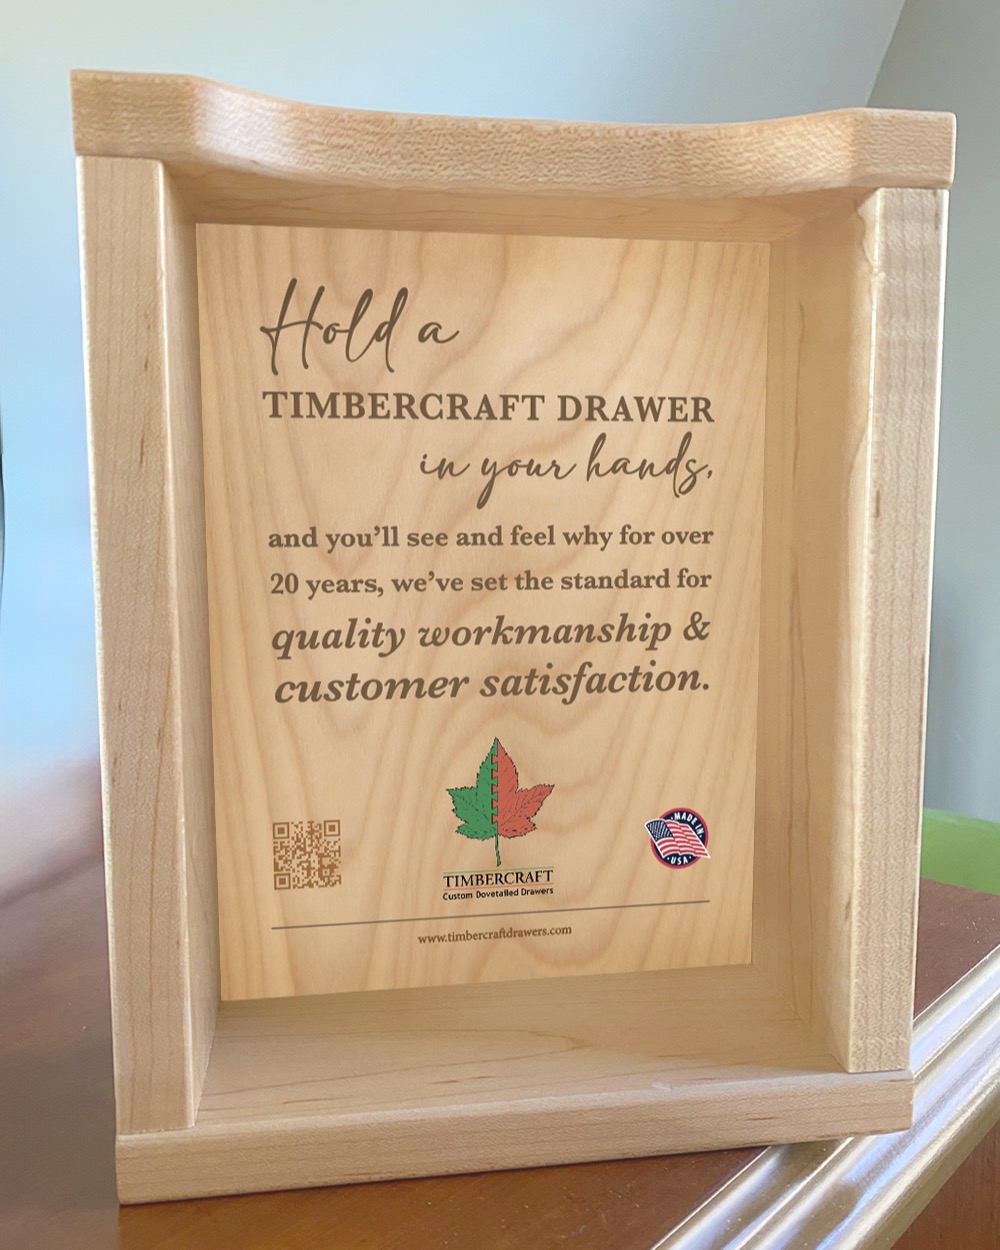 Hold a
TIMBERCRAFT DRAWER
in your hands,
and you’ll see and feel why for over
20 years, we’ve set the standard for
quality workmanship &
customer satisfaction.
MADE IN
USA
TIMBERCRAFT
Custom Dovetailed Drawers
www.timbercraftdrawers.com